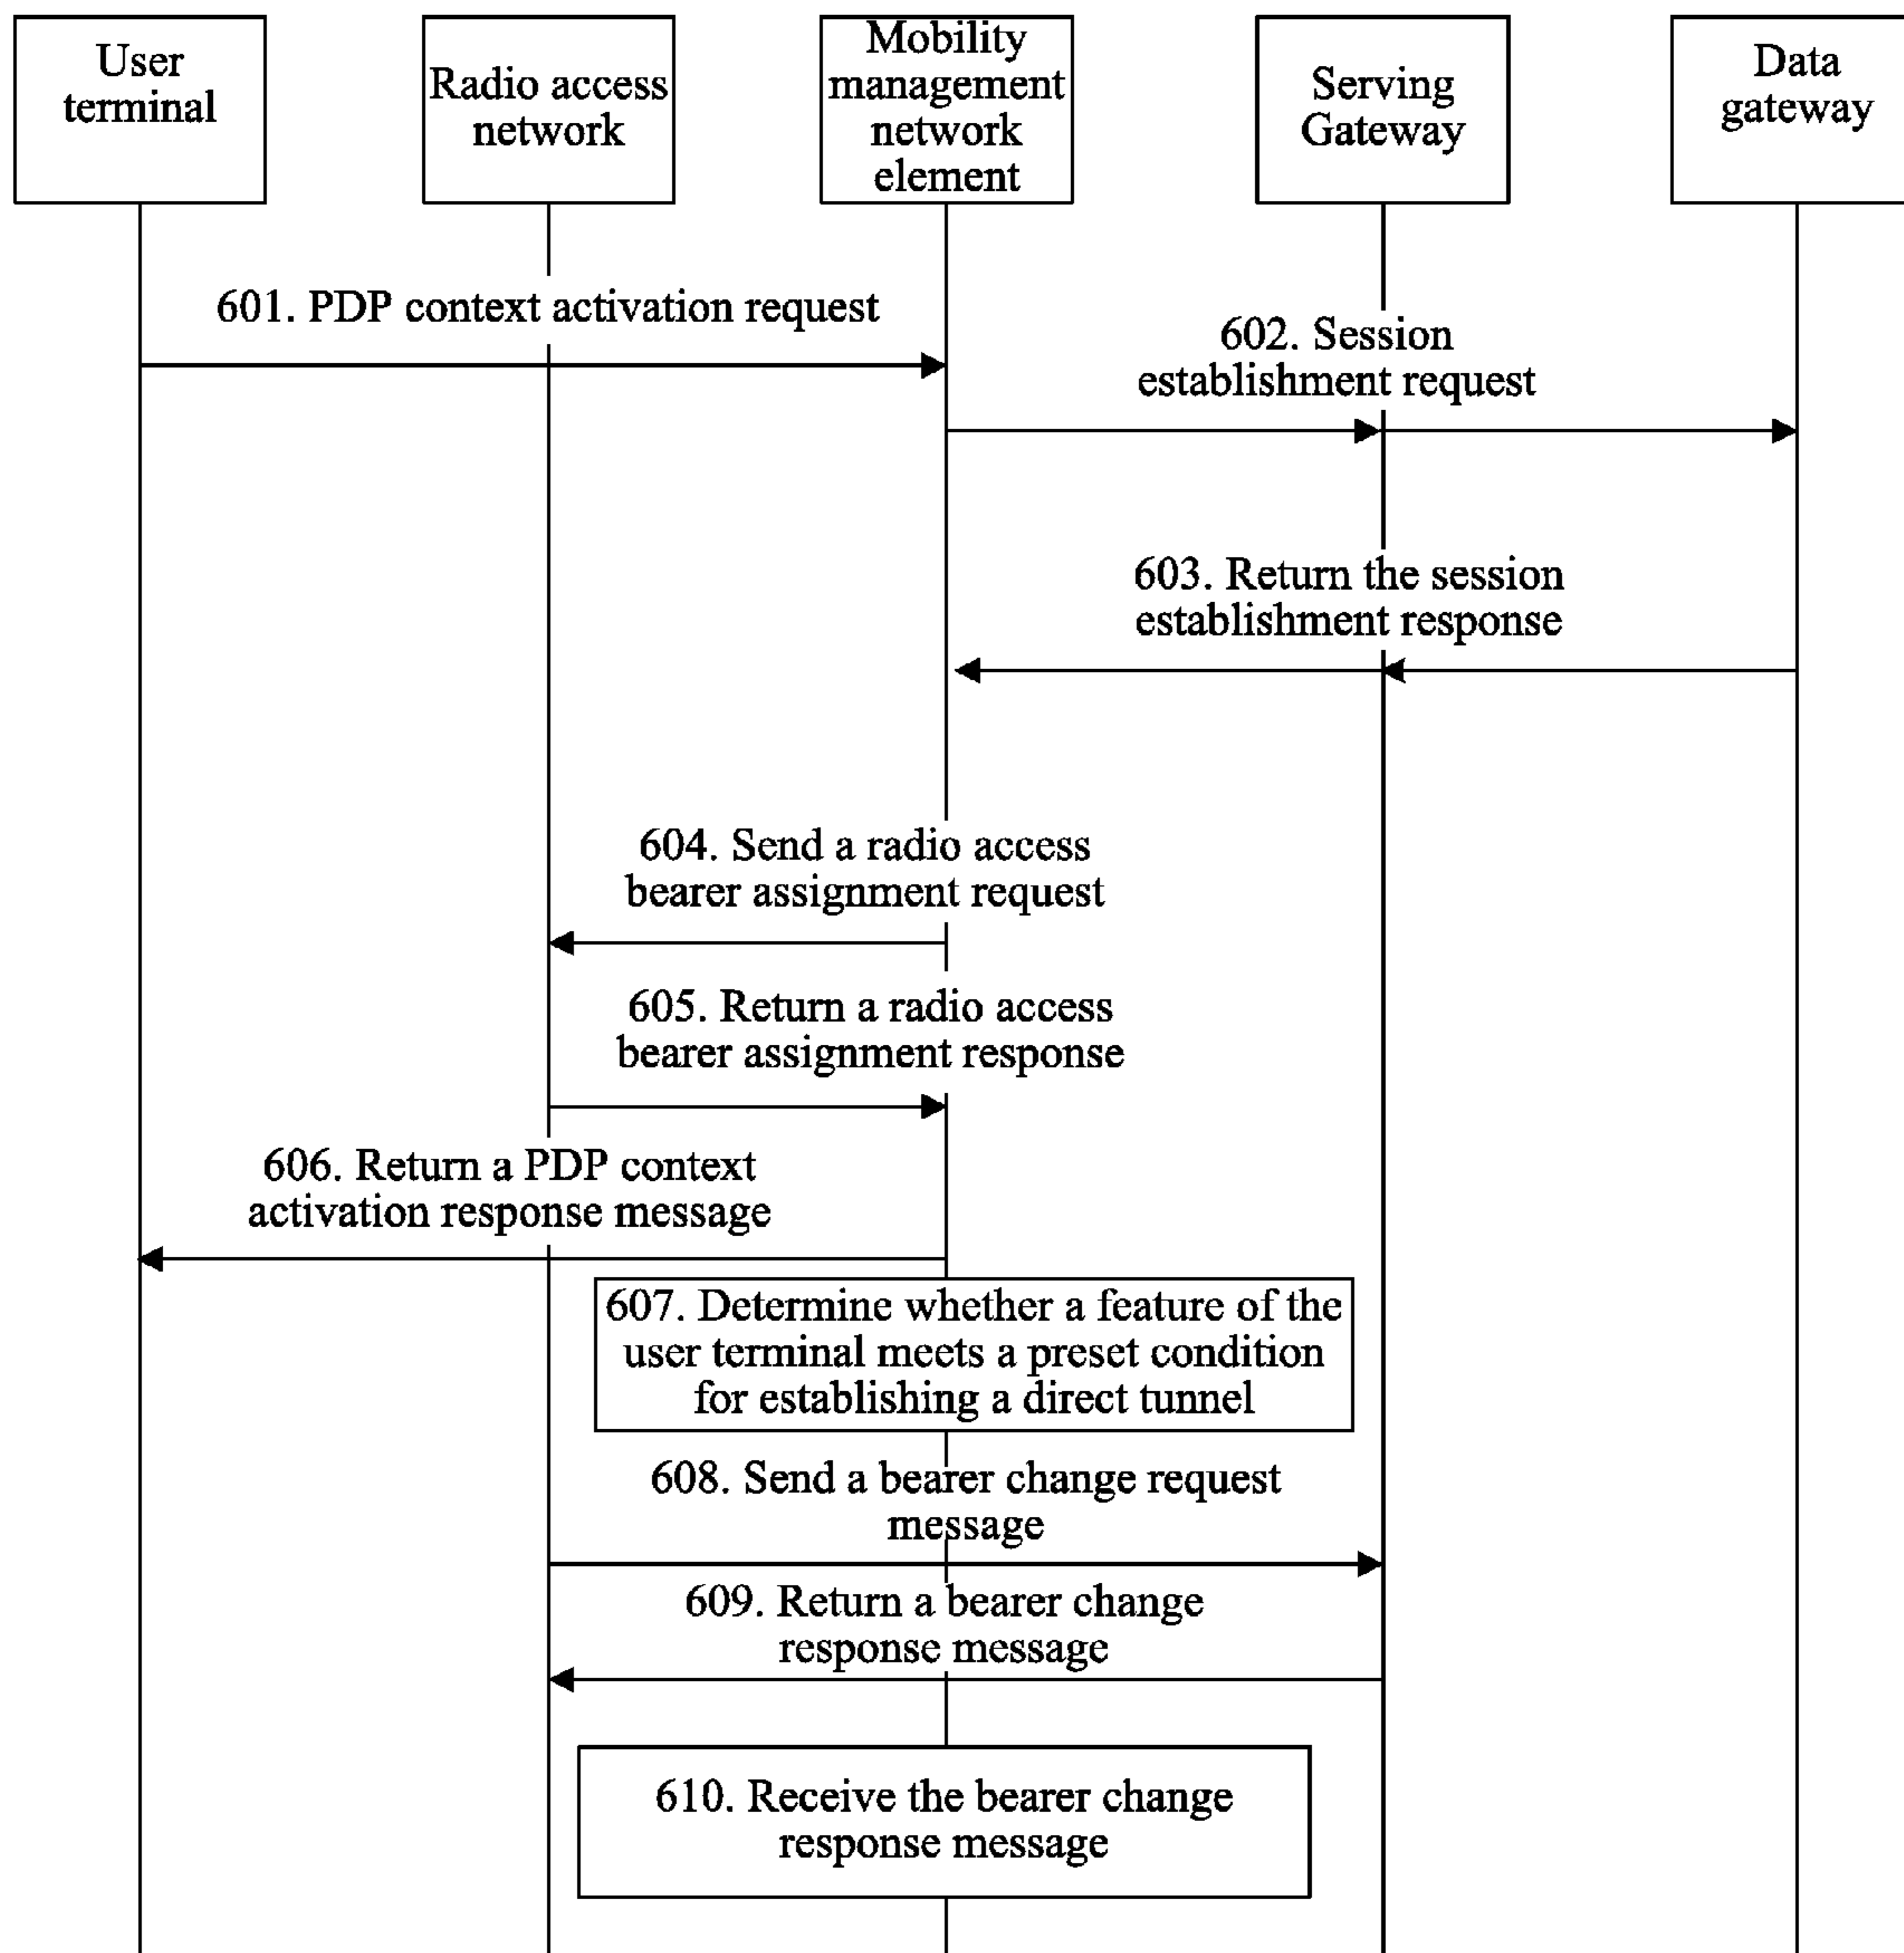 User
terminal
Radio access
network
Mobility
management
network
element
Serving
Gateway
Data
gateway
601. PDP context activation request
602. Session
establishment request
603. Return the session
establishment response
604. Send a radio access
bearer assignment request
605. Return a radio access
bearer assignment response
606. Return a PDP context
activation response message
607. Determine whether a feature of the
user terminal meets a preset condition
for establishing a direct tunnel
608. Send a bearer change request
message
609. Return a bearer change
response message
610. Receive the bearer change
response message